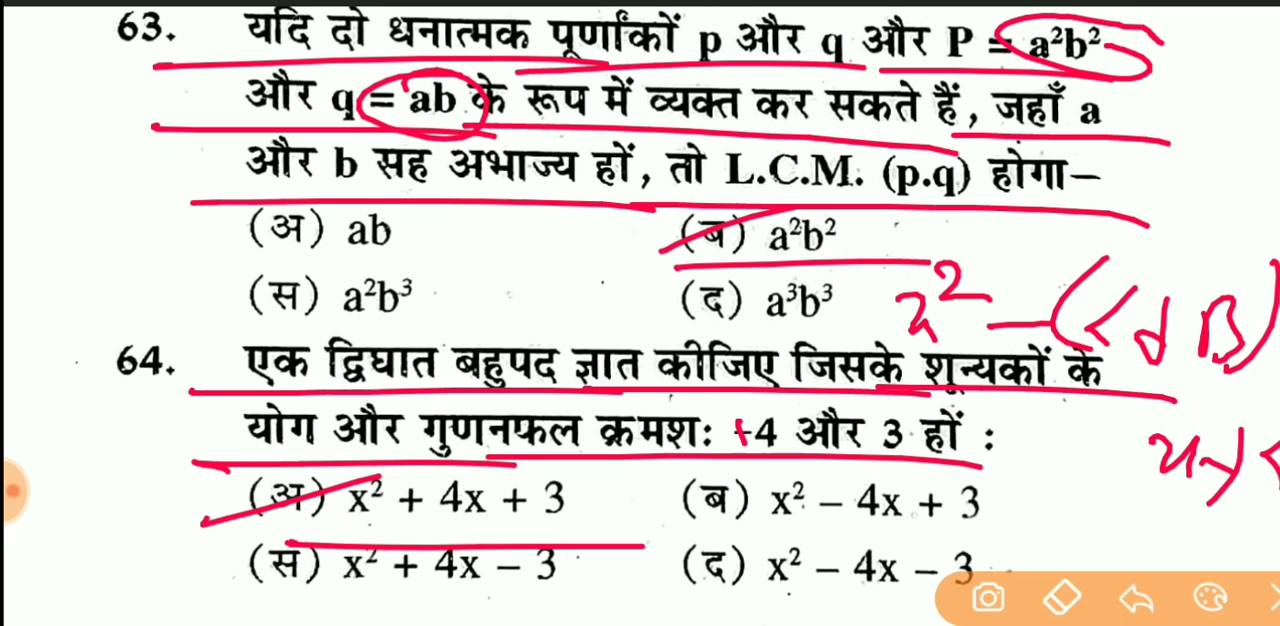 63. यदि दो धनात्मक पूर्णांकों p और q और P = a²b²
और q = ab के रूप में व्यक्त कर सकते हैं, जहाँ a
और b सह अभाज्य हों, तो L.C.M. (p.q) होगा–
(अ) ab (ब) a²b²
(स) a²b³ (द) a³b³
64. एक द्विघात बहुपद ज्ञात कीजिए जिसके शून्यकों के
योग और गुणनफल क्रमशः -4 और 3 हों :
(अ) x² + 4x + 3 (ब) x² – 4x + 3
(स) x² + 4x – 3 (द) x² – 4x – 3